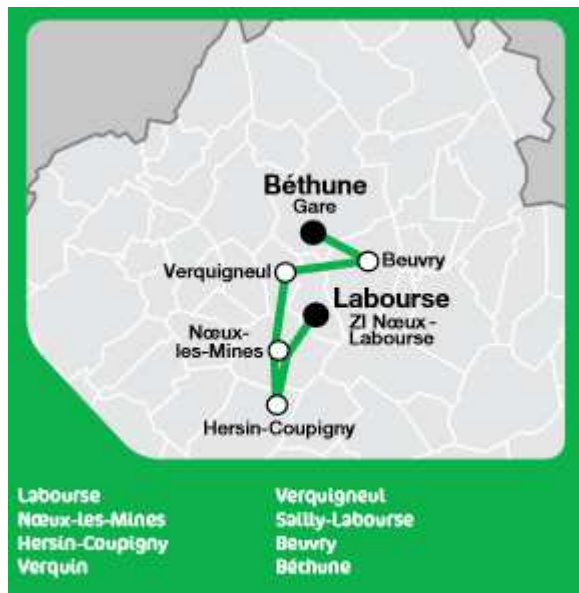 Béthune
Gare
Beuvry
Verquigneul
Labourse
ZI Nœux -
Labourse
Nœux-
les-Mines
Hersin-Coupigny
Labourse
Nœux-les-Mines
Hersin-Coupigny
Verquin
Verquigneul
Sailly-Labourse
Beuvry
Béthune